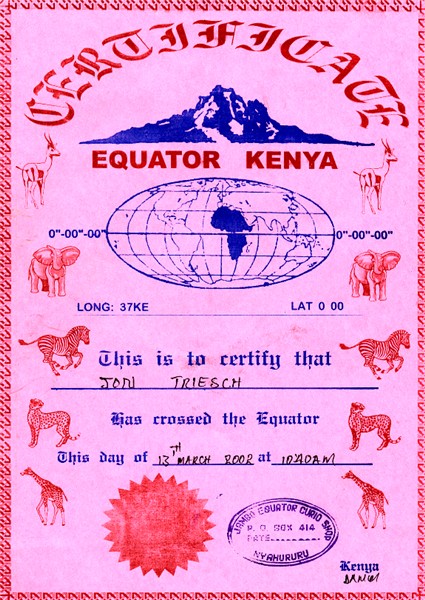 CERTIFICATE
EQUATOR KENYA
0"-00"-00" 0"-00"-00"
LONG: 37KE LAT 0 00
This is to certify that
JON TRIESCH
Has crossed the Equator
This day of 13TH MARCH 2002 at
JAMBO EQUATOR CURIO SHOP
P. O. BOX 414
DATE
NYAHURURU
Kenya